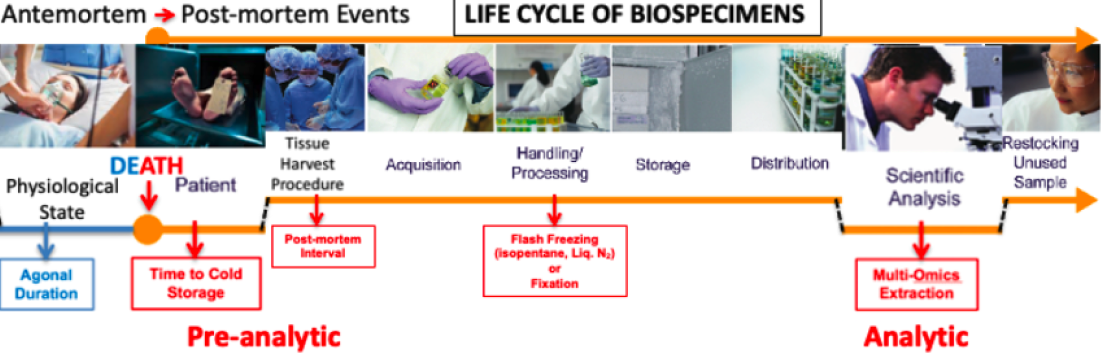 Antemortem → Post-mortem Events
LIFE CYCLE OF BIOSPECIMENS
DEATH
Physiological
State
Patient
Tissue
Harvest
Procedure
Acquisition
Handling/
Processing
Storage
Distribution
Scientific
Analysis
Restocking
Unused
Sample
Agonal
Duration
Time to Cold
Storage
Post-mortem
Interval
Flash Freezing
(isopentane, Liq. N₂)
or
Fixation
Multi-Omics
Extraction
Pre-analytic
Analytic